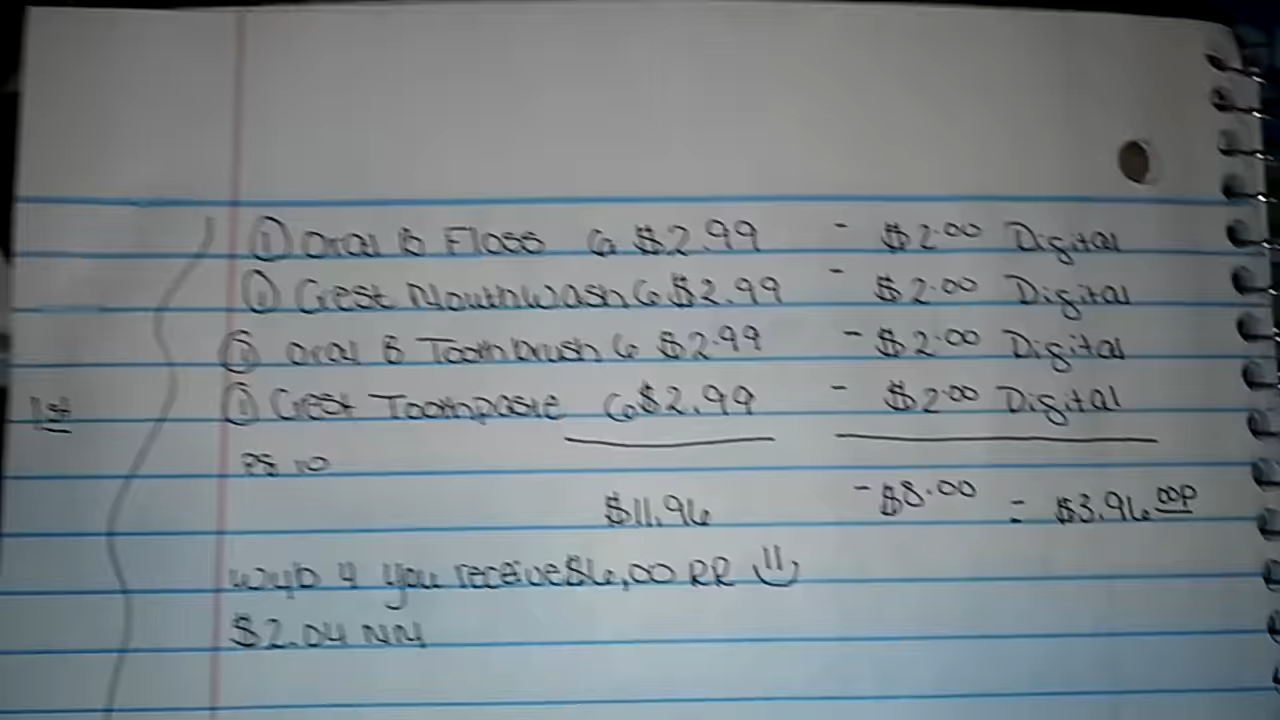 ① Oral B Floss @ $2.99 - $2.00 Digital
① Crest Mouthwash @ $2.99 - $2.00 Digital
① Oral B Toothbrush @ $2.99 - $2.00 Digital
1st ① Crest Toothpaste @ $2.99 - $2.00 Digital
pg 10
$11.96 - $8.00 = $3.96 oop
wyb 4 you receive $6.00 RR
$2.04 MM